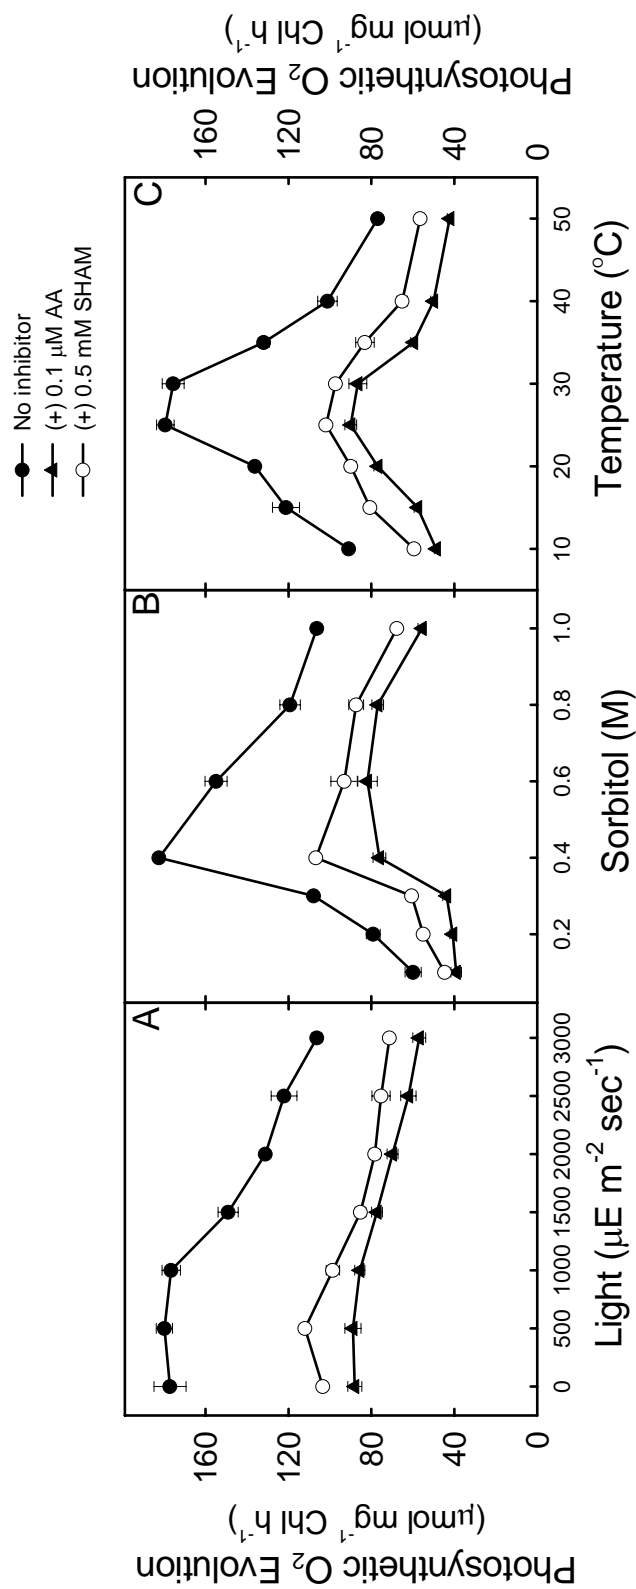 No inhibitor
(+) 0.1 μM AA
(+) 0.5 mM SHAM
Photosynthetic O₂ Evolution
(μmol mg⁻¹ Chl h⁻¹)
160
120
80
40
0
A
0 500 1000 1500 2000 2500 3000
Light (μE m⁻² sec⁻¹)
B
0.2 0.4 0.6 0.8 1.0
Sorbitol (M)
C
10 20 30 40 50
Temperature (°C)
160
120
80
40
0
Photosynthetic O₂ Evolution
(μmol mg⁻¹ Chl h⁻¹)